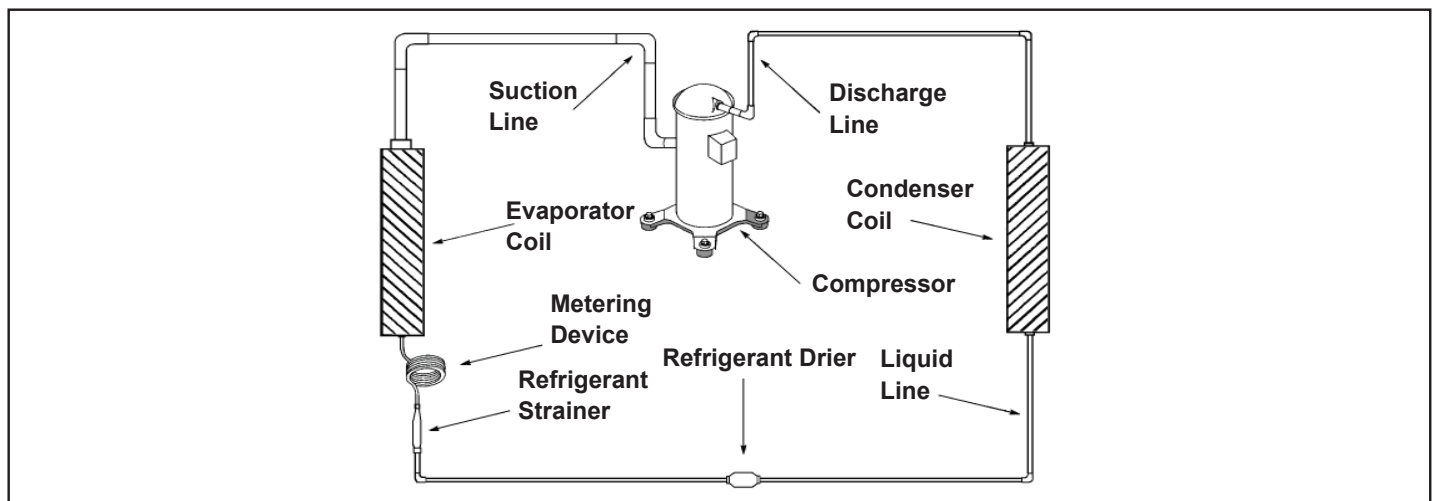 Suction
Line
Discharge
Line
Evaporator
Coil
Condenser
Coil
Compressor
Metering
Device
Refrigerant Drier
Liquid
Line
Refrigerant
Strainer